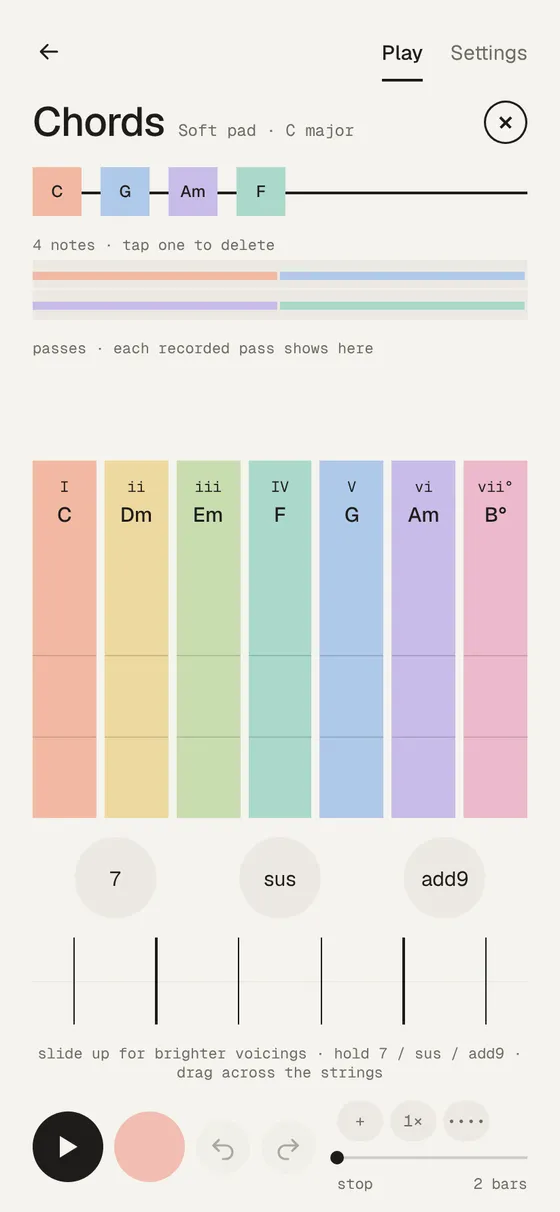 Play Settings
Chords Soft pad · C major
C G Am F
4 notes · tap one to delete
passes · each recorded pass shows here
I ii iii IV V vi vii°
C Dm Em F G Am B°
7 sus add9
slide up for brighter voicings · hold 7 / sus / add9 ·
drag across the strings
+ 1×
stop 2 bars